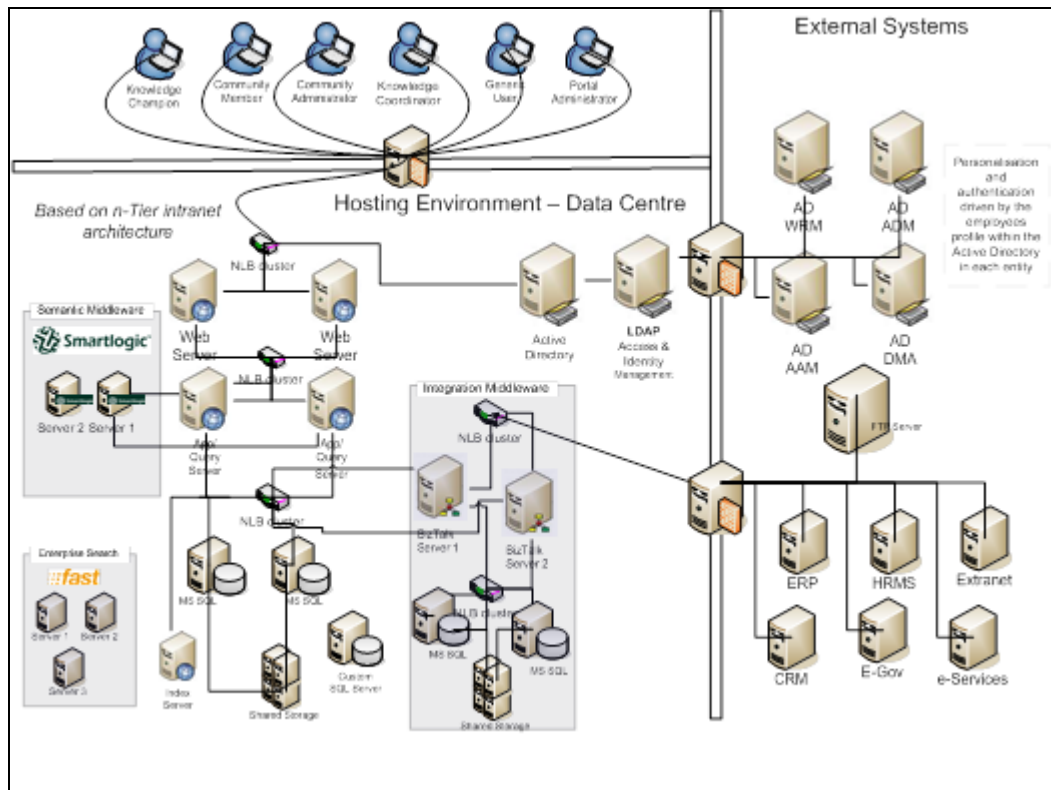 External Systems
Knowledge
Champion
Community
Member
Community
Administrator
Knowledge
Coordinator
Generic
User
Portal
Administrator
Based on n-Tier intranet
architecture
Hosting Environment – Data Centre
Personalisation
and
authentication
driven by the
employees
profile within the
Active Directory
in each entity
AD
WRM
AD
ADM
AD
AAM
AD
DMA
NLB cluster
Web
Server
Web
Server
Active
Directory
LDAP
Access &
Identity
Management
Semantic Middleware
Smartlogic
Server 2
Server 1
NLB cluster
App/
Query
Server
App/
Query
Server
NLB cluster
Integration Middleware
NLB cluster
BizTalk
Server 1
BizTalk
Server 2
NLB cluster
MS SQL
MS SQL
Shared Storage
FTP Server
ERP
HRMS
Extranet
CRM
E-Gov
e-Services
Enterprise Search
fast
Server 1
Server 2
Server 3
MS SQL
MS SQL
Index
Server
Shared Storage
Custom
SQL Server